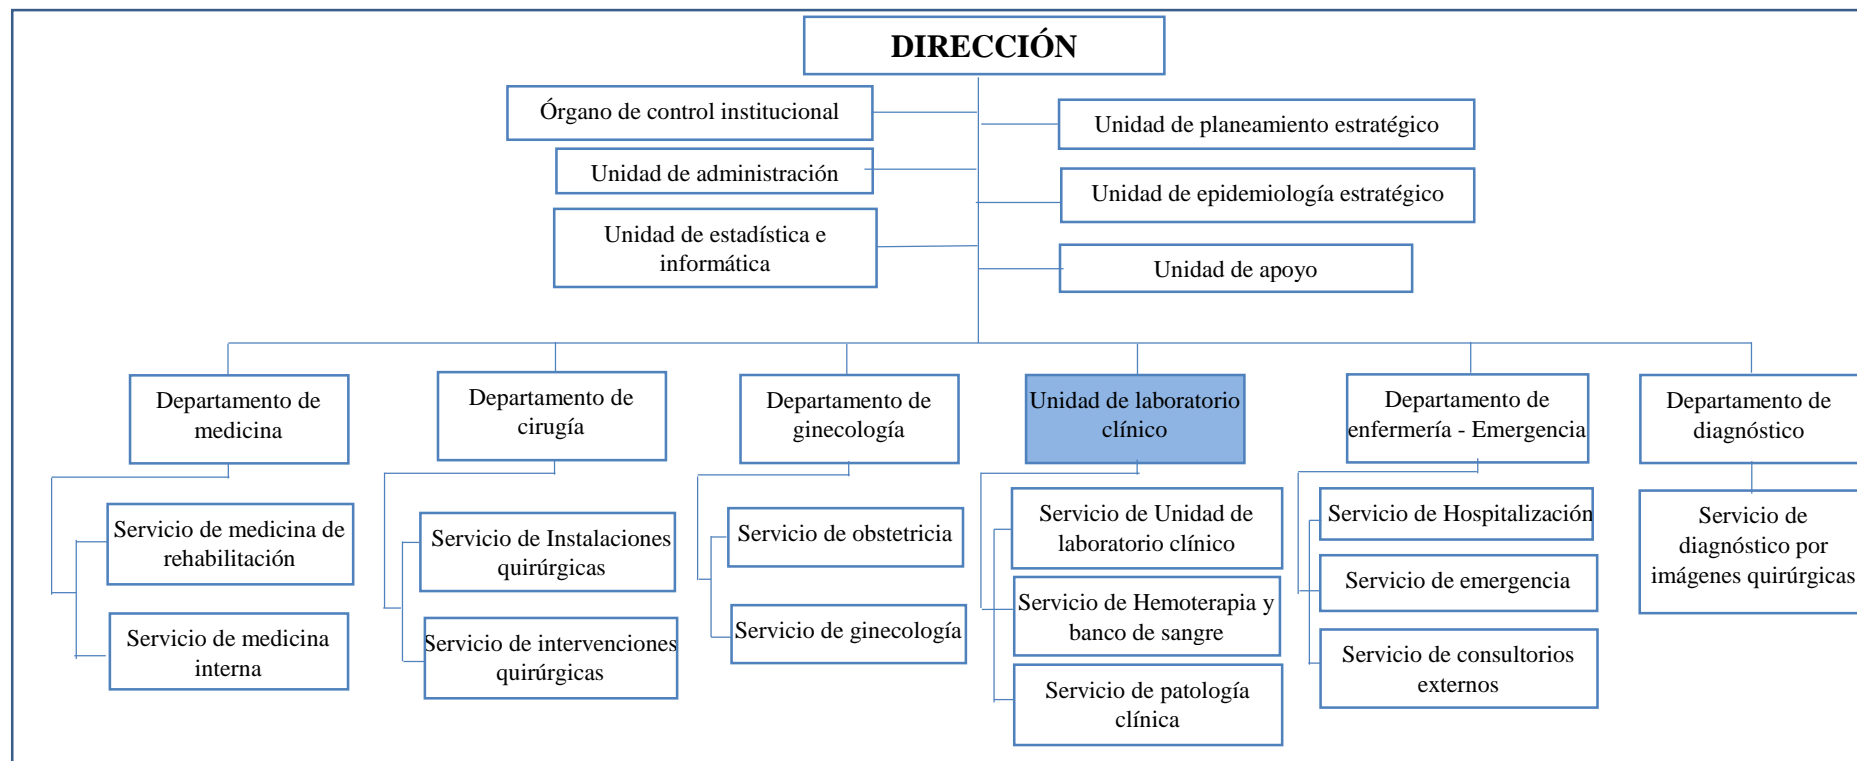 DIRECCIÓN
Órgano de control institucional
Unidad de planeamiento estratégico
Unidad de administración
Unidad de epidemiología estratégico
Unidad de estadística e
informática
Unidad de apoyo
Departamento de
medicina
Departamento de
cirugía
Departamento de
ginecología
Unidad de laboratorio
clínico
Departamento de
enfermería - Emergencia
Departamento de
diagnóstico
Servicio de medicina de
rehabilitación
Servicio de medicina
interna
Servicio de Instalaciones
quirúrgicas
Servicio de intervenciones
quirúrgicas
Servicio de obstetricia
Servicio de ginecología
Servicio de Unidad de
laboratorio clínico
Servicio de Hemoterapia y
banco de sangre
Servicio de patología
clínica
Servicio de Hospitalización
Servicio de emergencia
Servicio de consultorios
externos
Servicio de
diagnóstico por
imágenes quirúrgicas